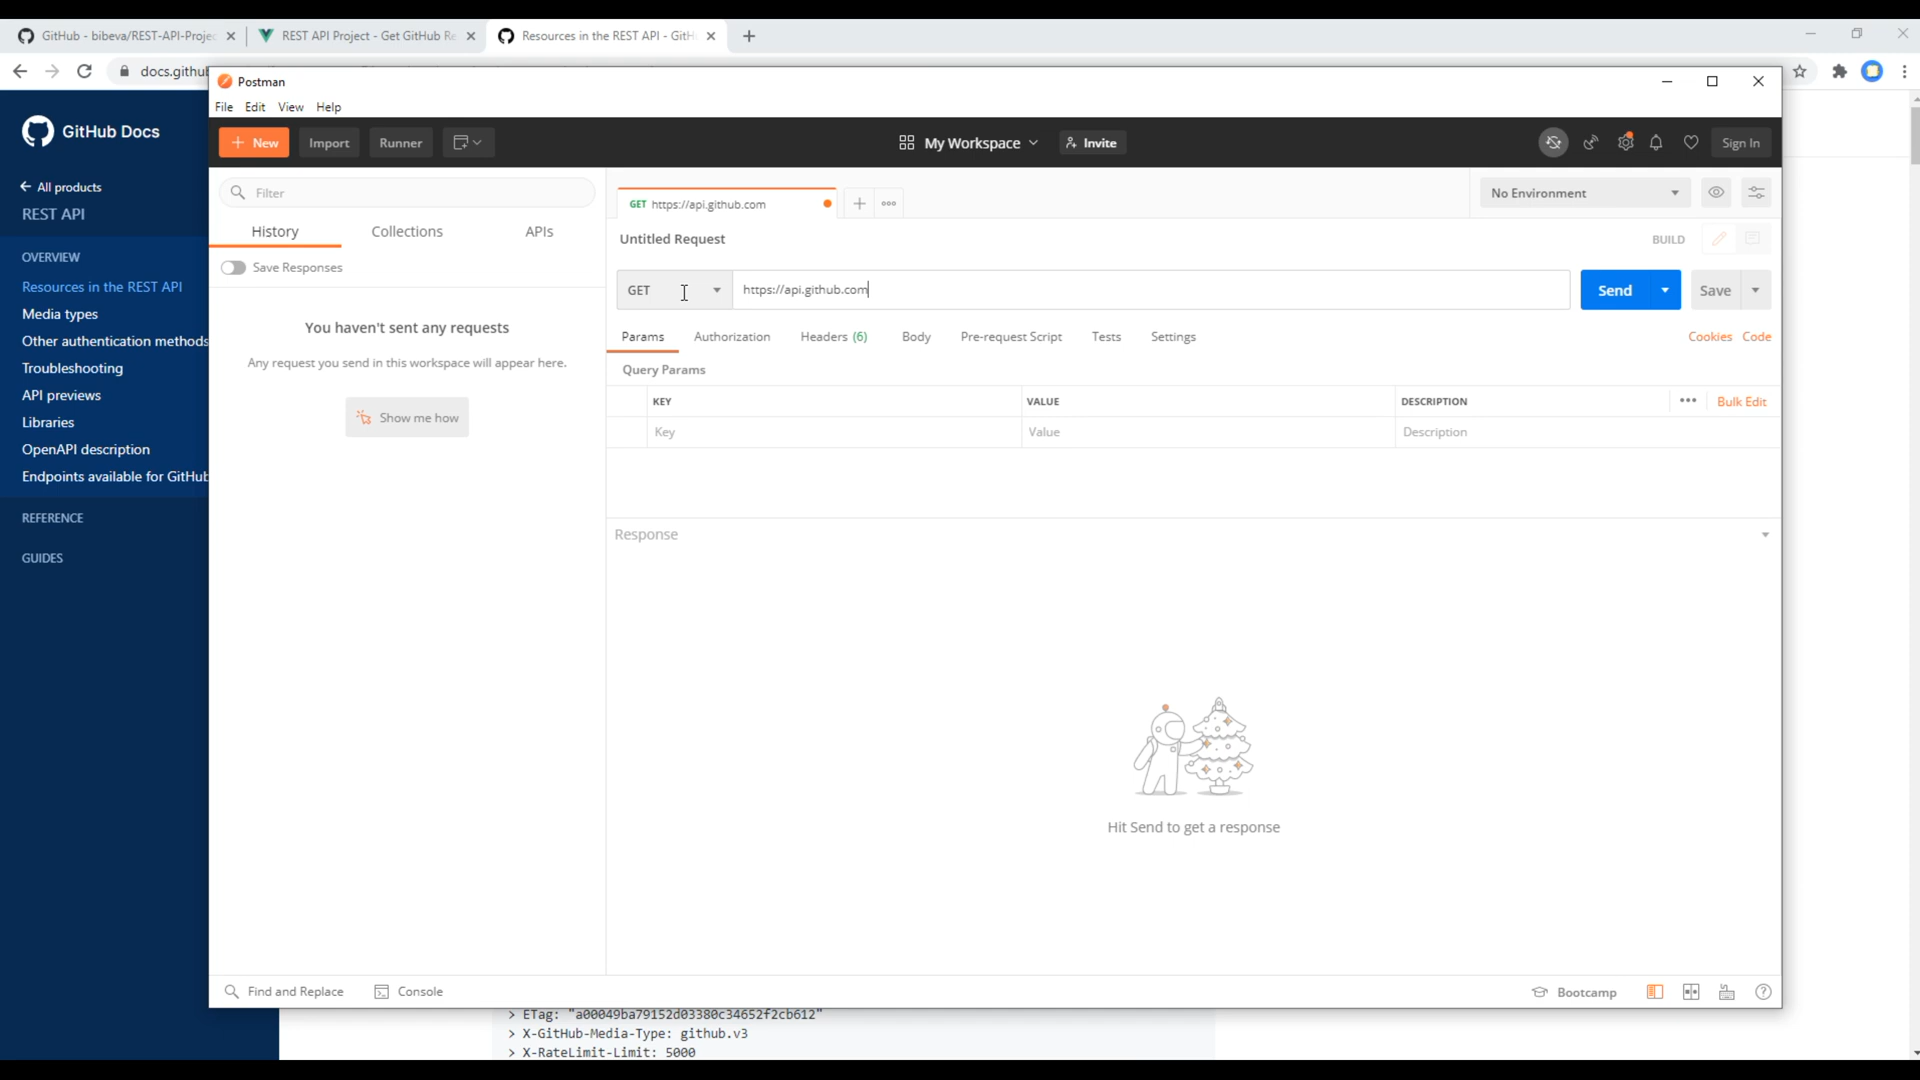 GitHub - bibeva/REST-API-Projec
REST API Project - Get GitHub Re
Resources in the REST API - GitH
docs.githu
Postman
File Edit View Help
GitHub Docs
New
Import
Runner
My Workspace
Invite
Sign In
All products
REST API
Filter
GET https://api.github.com
No Environment
History
Collections
APIs
Untitled Request
BUILD
OVERVIEW
Save Responses
Resources in the REST API
GET
https://api.github.com
Send
Save
Media types
You haven't sent any requests
Other authentication methods
Params
Authorization
Headers (6)
Body
Pre-request Script
Tests
Settings
Cookies
Code
Any request you send in this workspace will appear here.
Troubleshooting
Query Params
API previews
KEY
VALUE
DESCRIPTION
Bulk Edit
Show me how
Libraries
Key
Value
Description
OpenAPI description
Endpoints available for GitHub
REFERENCE
Response
GUIDES
Hit Send to get a response
Find and Replace
Console
Bootcamp
> ETag: "a00049ba79152d03380c34652f2cb612"
> X-GitHub-Media-Type: github.v3
> X-RateLimit-Limit: 5000